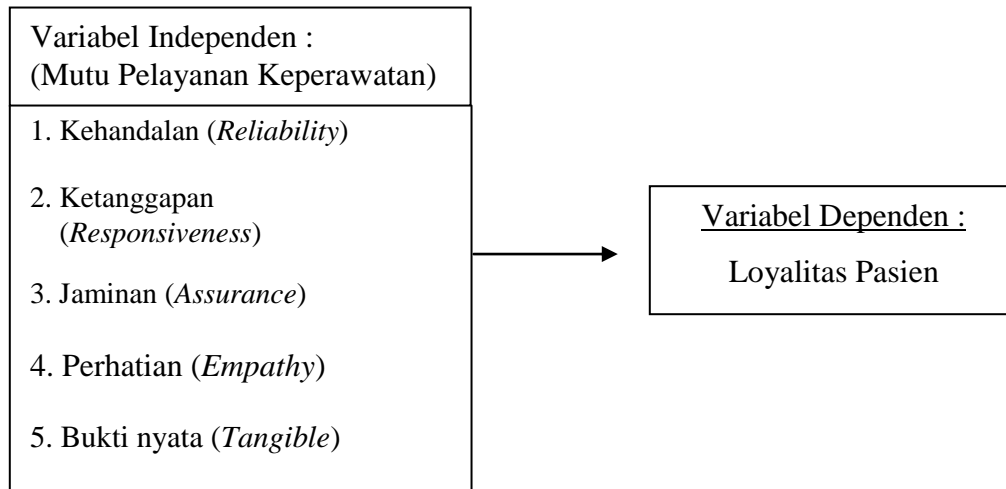 Variabel Independen :
(Mutu Pelayanan Keperawatan)
1. Kehandalan (Reliability)
2. Ketanggapan
(Responsiveness)
3. Jaminan (Assurance)
4. Perhatian (Empathy)
5. Bukti nyata (Tangible)
Variabel Dependen :
Loyalitas Pasien